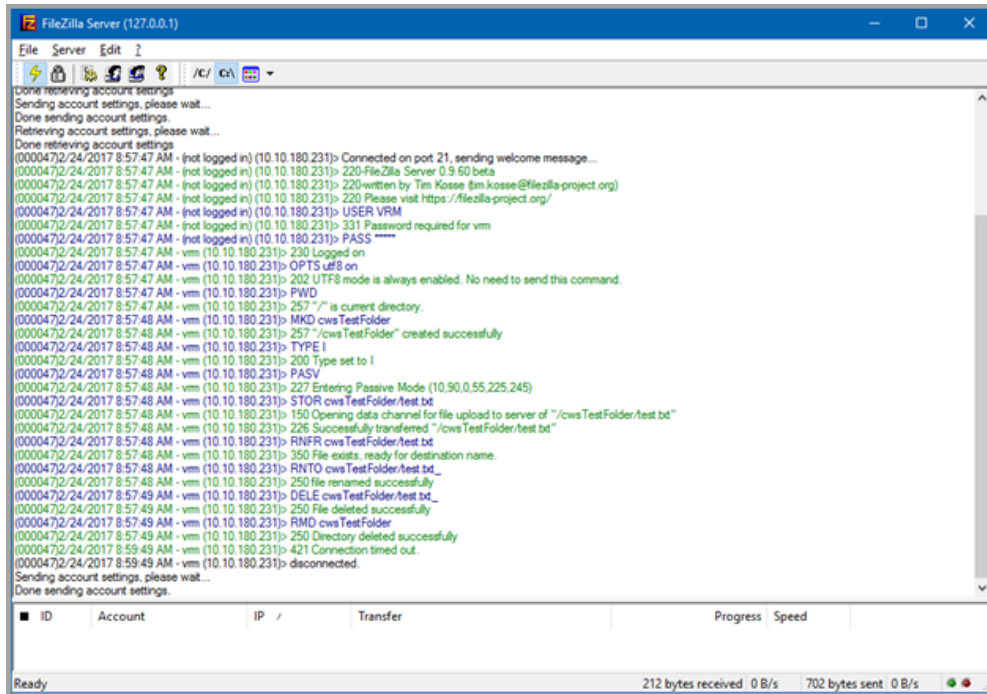 FileZilla Server (127.0.0.1)
File Server Edit ?
/C/ C:\
Done retrieving account settings
Sending account settings, please wait...
Done sending account settings.
Retrieving account settings, please wait...
Done retrieving account settings
(000047)2/24/2017 8:57:47 AM - (not logged in) (10.10.180.231)> Connected on port 21, sending welcome message...
(000047)2/24/2017 8:57:47 AM - (not logged in) (10.10.180.231)> 220-FileZilla Server 0.9.60 beta
(000047)2/24/2017 8:57:47 AM - (not logged in) (10.10.180.231)> 220-written by Tim Kosse (tim.kosse@filezilla-project.org)
(000047)2/24/2017 8:57:47 AM - (not logged in) (10.10.180.231)> 220 Please visit https://filezilla-project.org/
(000047)2/24/2017 8:57:47 AM - (not logged in) (10.10.180.231)> USER VRM
(000047)2/24/2017 8:57:47 AM - (not logged in) (10.10.180.231)> 331 Password required for vrm
(000047)2/24/2017 8:57:47 AM - (not logged in) (10.10.180.231)> PASS *****
(000047)2/24/2017 8:57:47 AM - vrm (10.10.180.231)> 230 Logged on
(000047)2/24/2017 8:57:47 AM - vrm (10.10.180.231)> OPTS utf8 on
(000047)2/24/2017 8:57:47 AM - vrm (10.10.180.231)> 202 UTF8 mode is always enabled. No need to send this command.
(000047)2/24/2017 8:57:47 AM - vrm (10.10.180.231)> PWD
(000047)2/24/2017 8:57:47 AM - vrm (10.10.180.231)> 257 "/" is current directory.
(000047)2/24/2017 8:57:48 AM - vrm (10.10.180.231)> MKD cwsTestFolder
(000047)2/24/2017 8:57:48 AM - vrm (10.10.180.231)> 257 "/cwsTestFolder" created successfully
(000047)2/24/2017 8:57:48 AM - vrm (10.10.180.231)> TYPE I
(000047)2/24/2017 8:57:48 AM - vrm (10.10.180.231)> 200 Type set to I
(000047)2/24/2017 8:57:48 AM - vrm (10.10.180.231)> PASV
(000047)2/24/2017 8:57:48 AM - vrm (10.10.180.231)> 227 Entering Passive Mode (10,90,0,55,225,245)
(000047)2/24/2017 8:57:48 AM - vrm (10.10.180.231)> STOR cwsTestFolder/test.txt
(000047)2/24/2017 8:57:48 AM - vrm (10.10.180.231)> 150 Opening data channel for file upload to server of "/cwsTestFolder/test.txt"
(000047)2/24/2017 8:57:48 AM - vrm (10.10.180.231)> 226 Successfully transferred "/cwsTestFolder/test.txt"
(000047)2/24/2017 8:57:48 AM - vrm (10.10.180.231)> RNFR cwsTestFolder/test.txt
(000047)2/24/2017 8:57:48 AM - vrm (10.10.180.231)> 350 File exists, ready for destination name.
(000047)2/24/2017 8:57:48 AM - vrm (10.10.180.231)> RNTO cwsTestFolder/test.txt_
(000047)2/24/2017 8:57:48 AM - vrm (10.10.180.231)> 250 file renamed successfully
(000047)2/24/2017 8:57:49 AM - vrm (10.10.180.231)> DELE cwsTestFolder/test.txt_
(000047)2/24/2017 8:57:49 AM - vrm (10.10.180.231)> 250 File deleted successfully
(000047)2/24/2017 8:57:49 AM - vrm (10.10.180.231)> RMD cwsTestFolder
(000047)2/24/2017 8:57:49 AM - vrm (10.10.180.231)> 250 Directory deleted successfully
(000047)2/24/2017 8:59:49 AM - vrm (10.10.180.231)> 421 Connection timed out.
(000047)2/24/2017 8:59:49 AM - vrm (10.10.180.231)> disconnected.
Sending account settings, please wait...
Done sending account settings.
ID Account IP / Transfer Progress Speed
Ready 212 bytes received 0 B/s 702 bytes sent 0 B/s